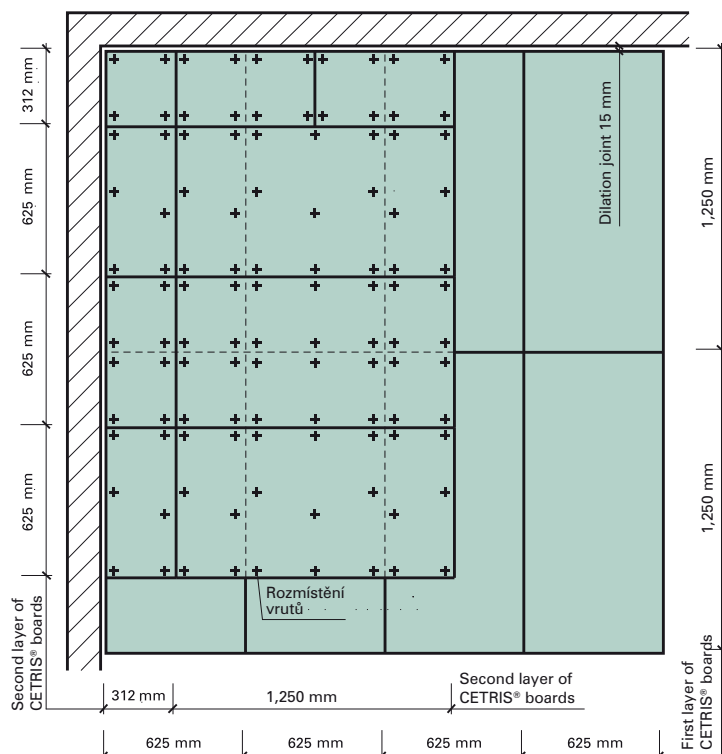 312 mm
625 mm
625 mm
625 mm
Second layer of
CETRIS® boards
Dilation joint 15 mm
1,250 mm
1,250 mm
First layer of
CETRIS® boards
Rozmístění
vrutů
312 mm
1,250 mm
Second layer of
CETRIS® boards
625 mm
625 mm
625 mm
625 mm